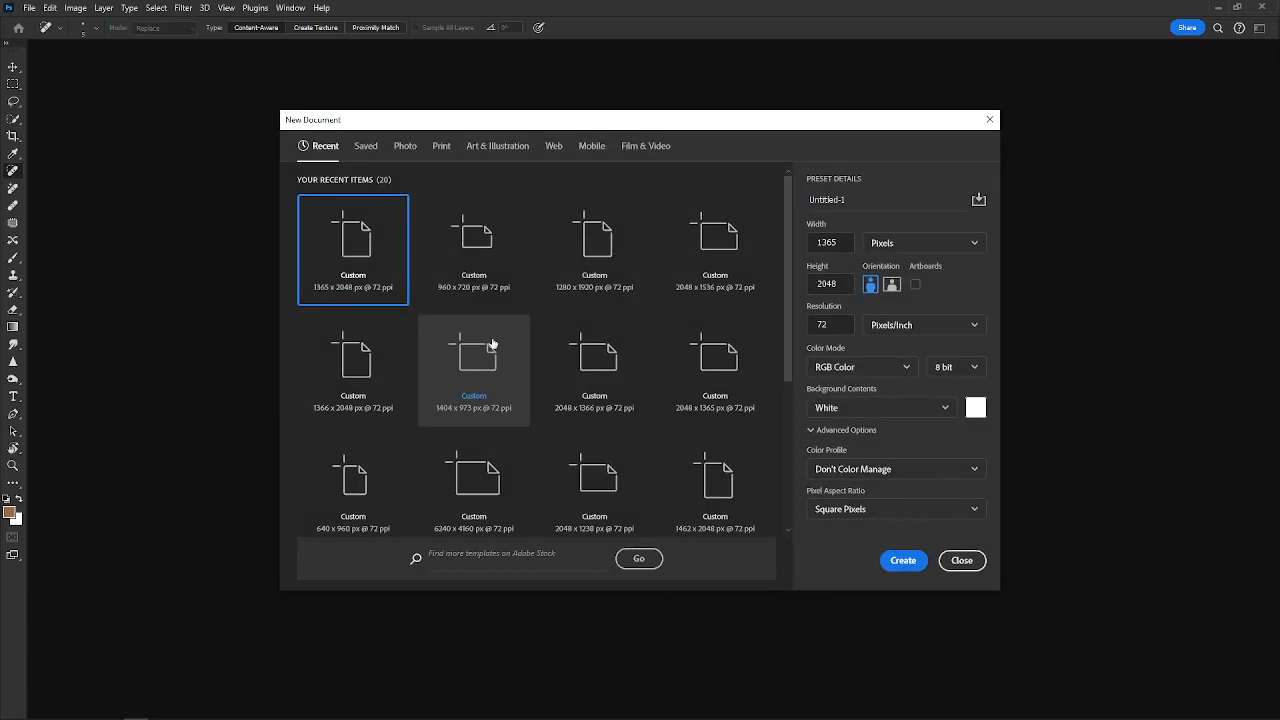 Ps File Edit Image Layer Type Select Filter 3D View Plugins Window Help
5 Mode: Replace Type: Content-Aware Create Texture Proximity Match Sample All Layers 0° Share
New Document
Recent Saved Photo Print Art & Illustration Web Mobile Film & Video
YOUR RECENT ITEMS (20)
Custom Custom Custom Custom
1365 x 2048 px @ 72 ppi 960 x 720 px @ 72 ppi 1280 x 1920 px @ 72 ppi 2048 x 1536 px @ 72 ppi
Custom Custom Custom Custom
1366 x 2048 px @ 72 ppi 1404 x 973 px @ 72 ppi 2048 x 1366 px @ 72 ppi 2048 x 1365 px @ 72 ppi
Custom Custom Custom Custom
640 x 960 px @ 72 ppi 6240 x 4160 px @ 72 ppi 2048 x 1238 px @ 72 ppi 1462 x 2048 px @ 72 ppi
Find more templates on Adobe Stock Go
PRESET DETAILS
Untitled-1
Width
1365 Pixels
Height Orientation Artboards
2048
Resolution
72 Pixels/Inch
Color Mode
RGB Color 8 bit
Background Contents
White
Advanced Options
Color Profile
Don't Color Manage
Pixel Aspect Ratio
Square Pixels
Create Close